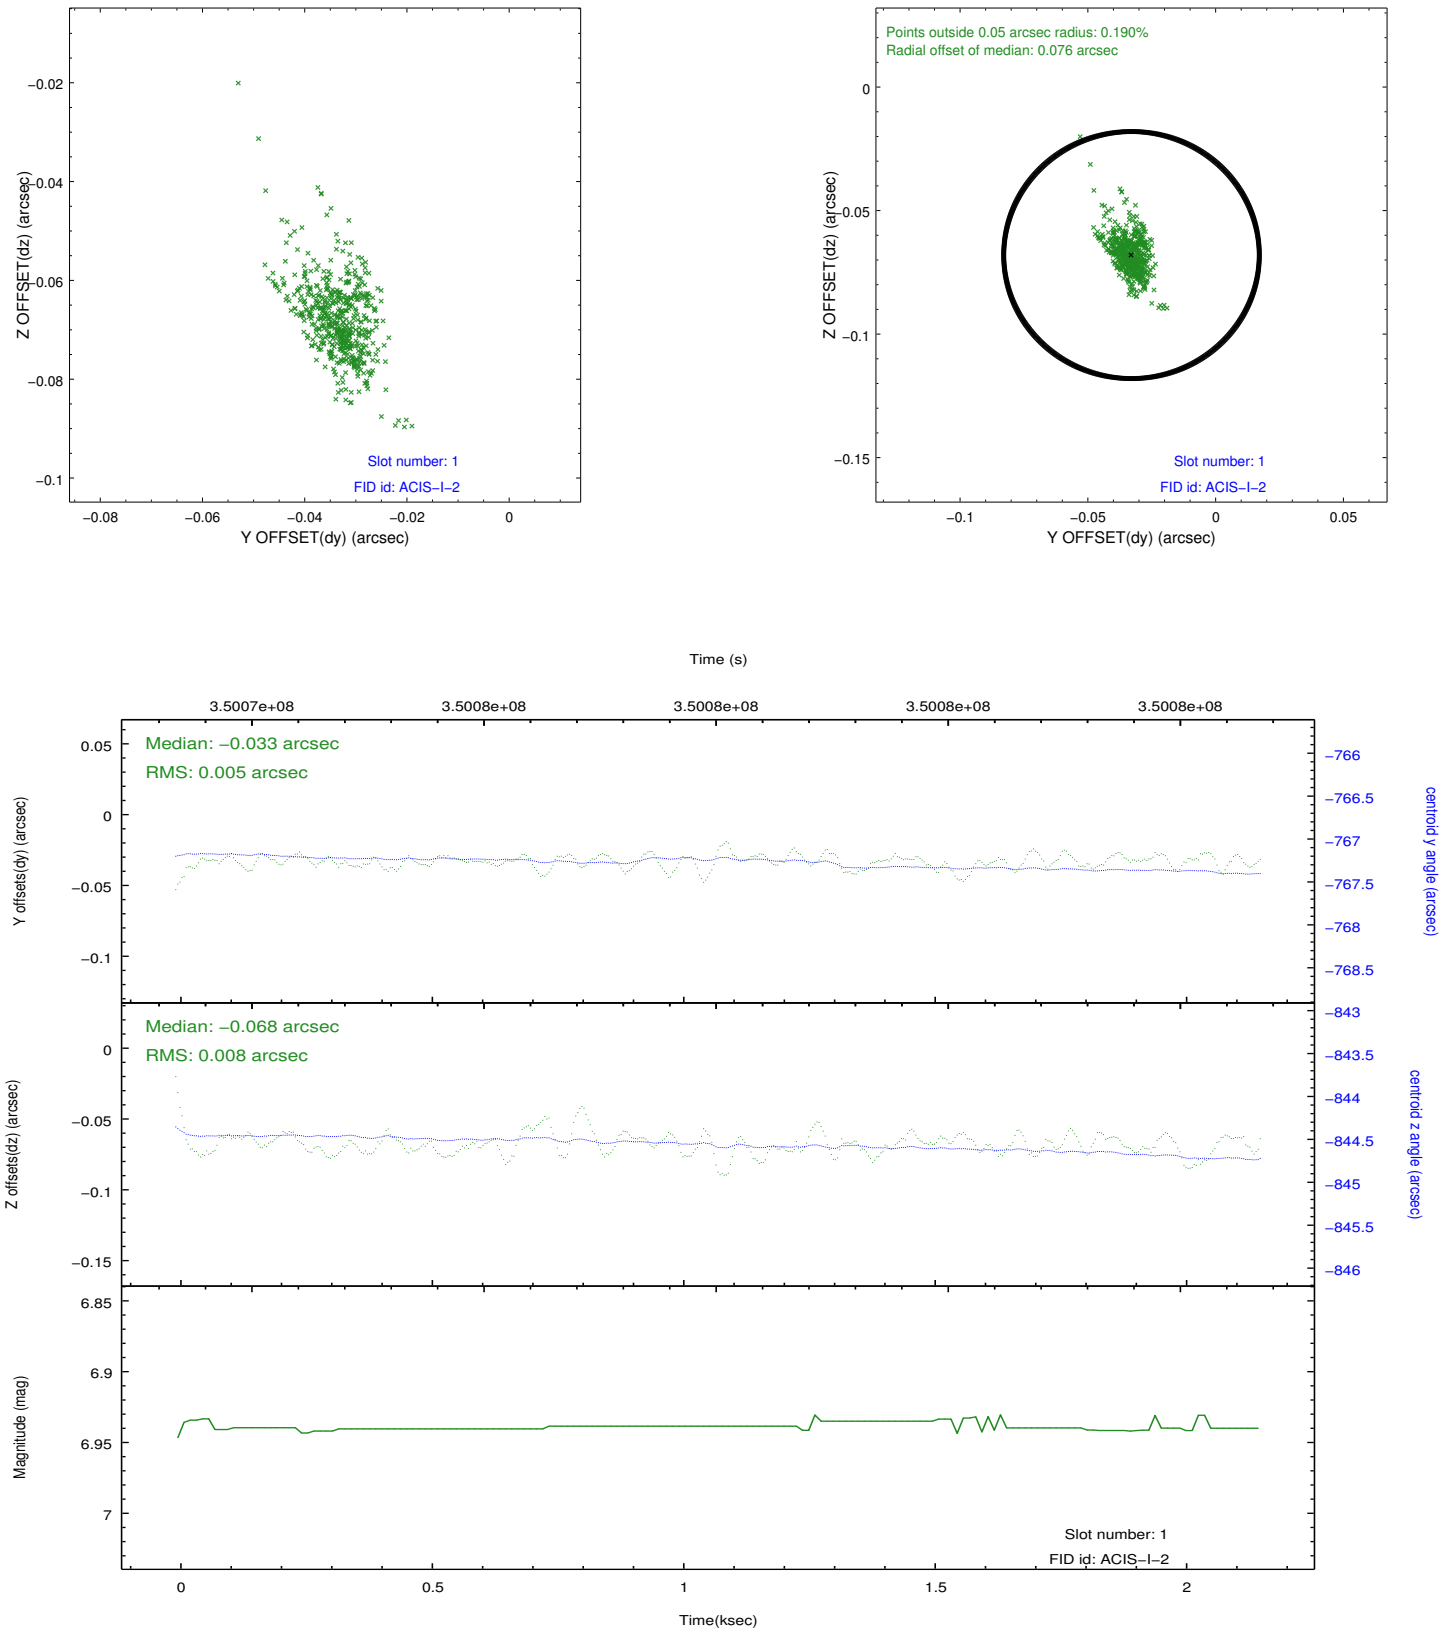 −0.02
−0.04
−0.06
−0.08
−0.1
Z OFFSET(dz) (arcsec)
Slot number: 1
FID id: ACIS−I−2
−0.08
−0.06
−0.04
−0.02
0
Y OFFSET(dy) (arcsec)
Points outside 0.05 arcsec radius: 0.190%
Radial offset of median: 0.076 arcsec
0
−0.05
−0.1
−0.15
Z OFFSET(dz) (arcsec)
Slot number: 1
FID id: ACIS−I−2
−0.1
−0.05
0
0.05
Y OFFSET(dy) (arcsec)
Time (s)
3.5007e+08
3.5008e+08
3.5008e+08
3.5008e+08
3.5008e+08
Median: −0.033 arcsec
RMS: 0.005 arcsec
0.05
0
−0.05
−0.1
Y offsets(dy) (arcsec)
−766
−766.5
−767
−767.5
−768
−768.5
centroid y angle (arcsec)
Median: −0.068 arcsec
RMS: 0.008 arcsec
0
−0.05
−0.1
−0.15
Z offsets(dz) (arcsec)
−843
−843.5
−844
−844.5
−845
−845.5
−846
centroid z angle (arcsec)
6.85
6.9
6.95
7
Magnitude (mag)
Slot number: 1
FID id: ACIS−I−2
0
0.5
1
1.5
2
Time(ksec)